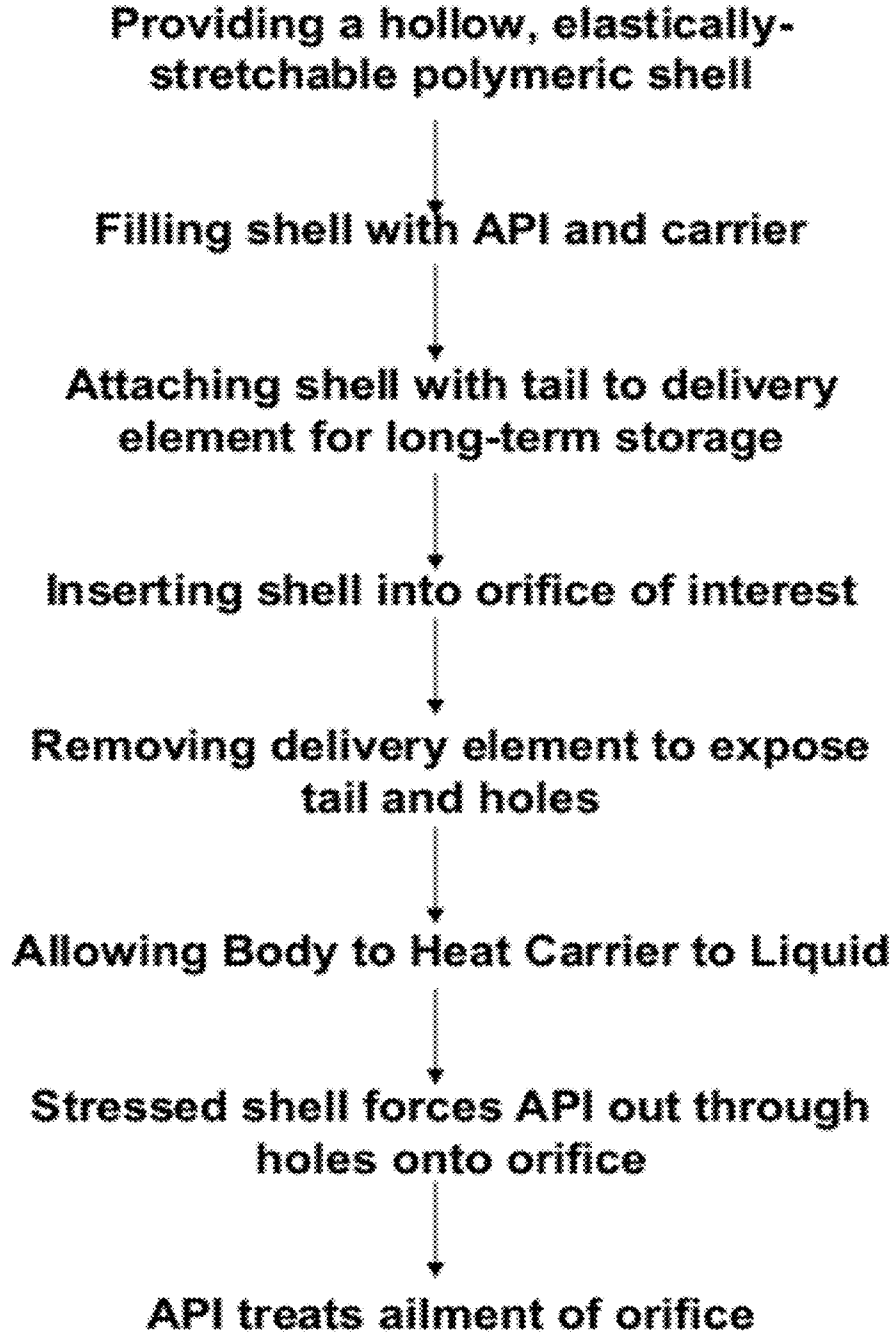 Providing a hollow, elastically-
stretchable polymeric shell
Filling shell with API and carrier
Attaching shell with tail to delivery
element for long-term storage
Inserting shell into orifice of interest
Removing delivery element to expose
tail and holes
Allowing Body to Heat Carrier to Liquid
Stressed shell forces API out through
holes onto orifice
API treats ailment of orifice